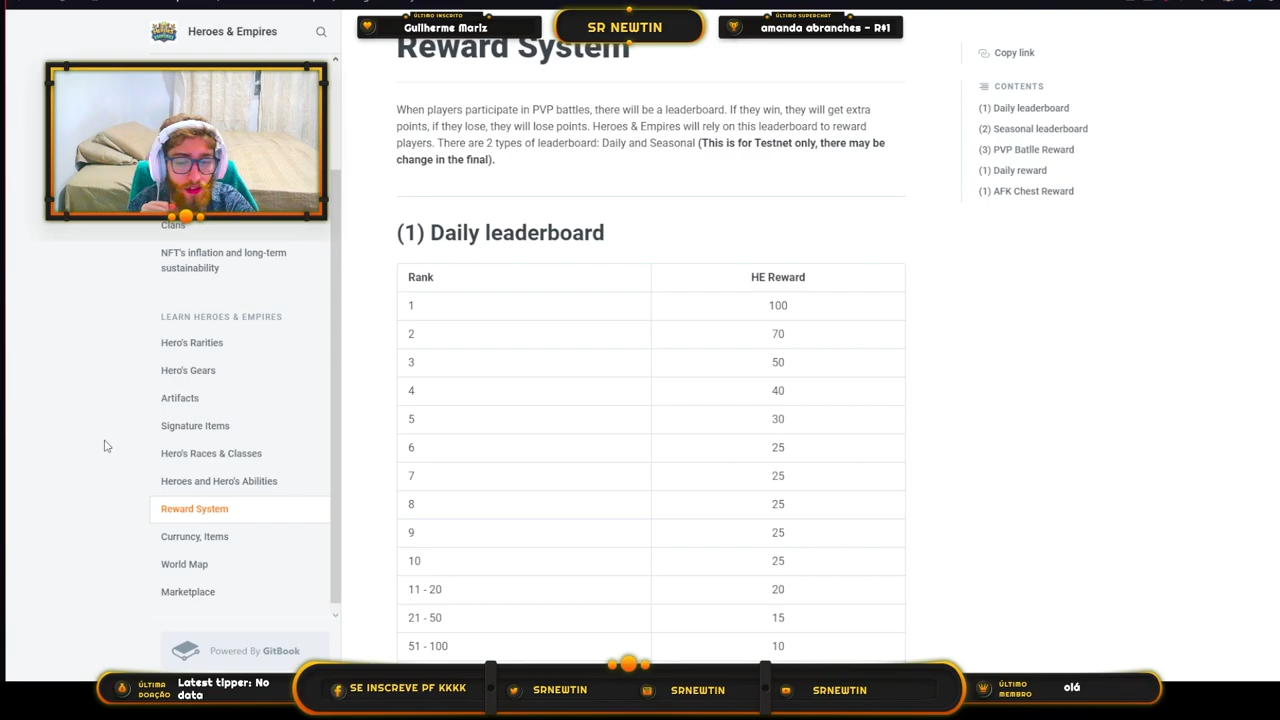 ÚLTIMO INSCRITO
Guilherme Mariz
SR NEWTIN
ÚLTIMO SUPERCHAT
amanda abranches - R$1
Heroes & Empires
Clans
NFT's inflation and long-term
sustainability
LEARN HEROES & EMPIRES
Hero's Rarities
Hero's Gears
Artifacts
Signature Items
Hero's Races & Classes
Heroes and Hero's Abilities
Reward System
Curruncy, Items
World Map
Marketplace
Powered By GitBook
Reward System
When players participate in PVP battles, there will be a leaderboard. If they win, they will get extra
points, if they lose, they will lose points. Heroes & Empires will rely on this leaderboard to reward
players. There are 2 types of leaderboard: Daily and Seasonal (This is for Testnet only, there may be
change in the final).
(1) Daily leaderboard
Rank HE Reward
1 100
2 70
3 50
4 40
5 30
6 25
7 25
8 25
9 25
10 25
11 - 20 20
21 - 50 15
51 - 100 10
Copy link
CONTENTS
(1) Daily leaderboard
(2) Seasonal leaderboard
(3) PVP Batlle Reward
(1) Daily reward
(1) AFK Chest Reward
ÚLTIMA
DOAÇÃO
Latest tipper: No
data
SE INSCREVE PF KKKK
SRNEWTIN
SRNEWTIN
SRNEWTIN
ÚLTIMO
MEMBRO
olá